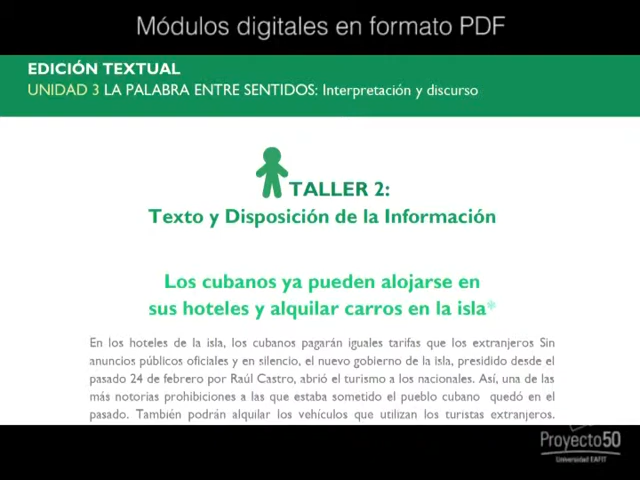 Módulos digitales en formato PDF
EDICIÓN TEXTUAL
UNIDAD 3 LA PALABRA ENTRE SENTIDOS: Interpretación y discurso
TALLER 2:
Texto y Disposición de la Información
Los cubanos ya pueden alojarse en
sus hoteles y alquilar carros en la isla*
En los hoteles de la isla, los cubanos pagarán iguales tarifas que los extranjeros Sin
anuncios públicos oficiales y en silencio, el nuevo gobierno de la isla, presidido desde el
pasado 24 de febrero por Raúl Castro, abrió el turismo a los nacionales. Así, una de las
más notorias prohibiciones a las que estaba sometido el pueblo cubano quedó en el
pasado. También podrán alquilar los vehículos que utilizan los turistas extranjeros.
Proyecto50
Universidad EAFIT